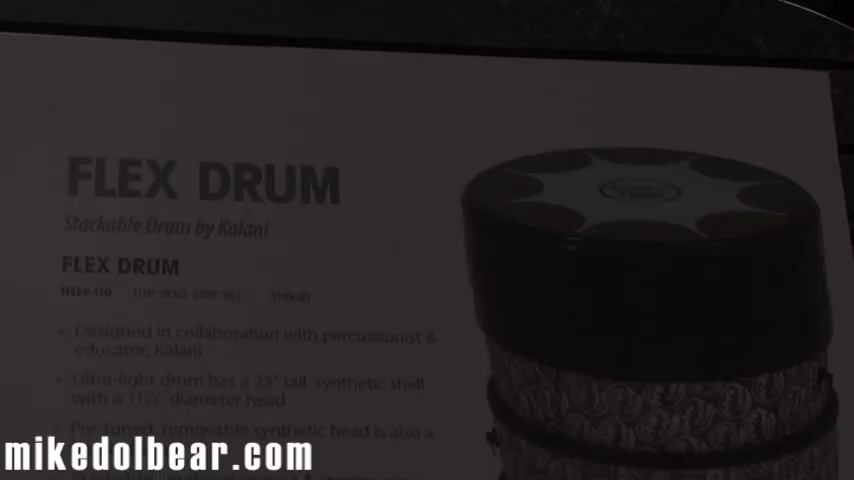 FLEX DRUM
Stackable Drum by Kalani
FLEX DRUM
• Designed in collaboration with percussionist &
educator, Kalani
• Ultra-light drum has a 23" tall synthetic shell
with a 11½" diameter head
• Pre-tuned, removable synthetic head is also a
mikedolbear.com